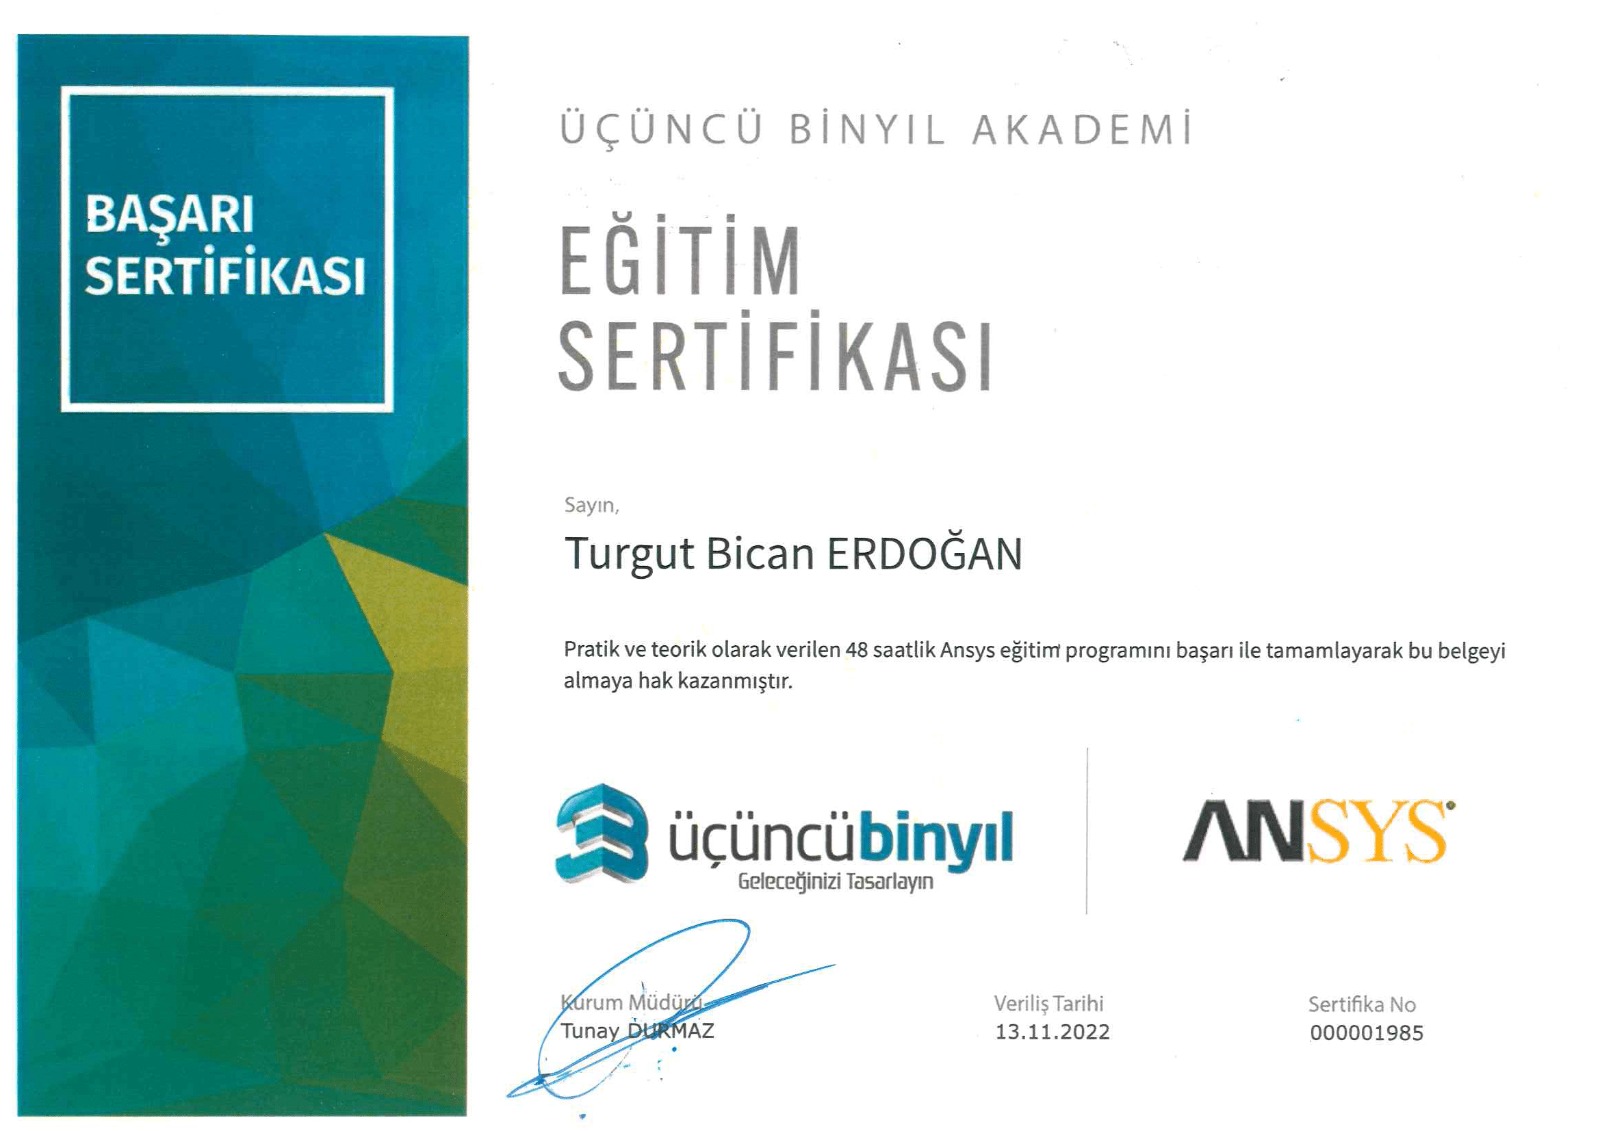 BAŞARI
SERTİFİKASI
ÜÇÜNCÜ BİNYIL AKADEMİ
EĞİTİM
SERTİFİKASI
Sayın,
Turgut Bican ERDOĞAN
Pratik ve teorik olarak verilen 48 saatlik Ansys eğitim programını başarı ile tamamlayarak bu belgeyi
almaya hak kazanmıştır.
üçüncübinyıl
Geleceğinizi Tasarlayın
ANSYS
Kurum Müdürü
Tunay DURMAZ
Veriliş Tarihi
13.11.2022
Sertifika No
000001985